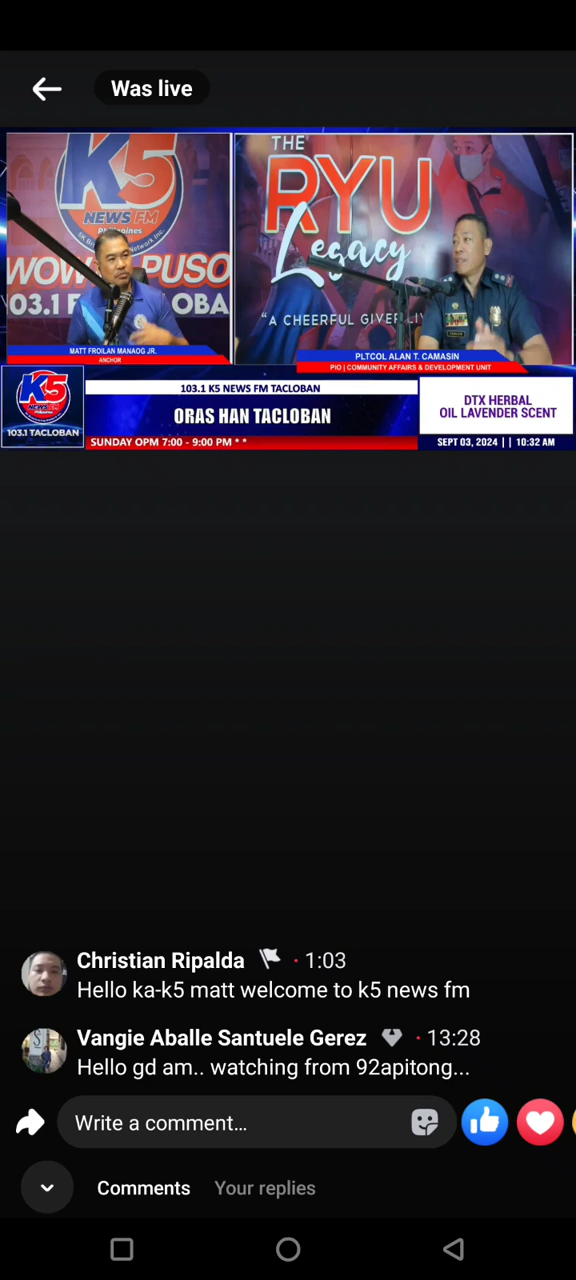 Was live
K5
NEWS FM
Philippines
WOW PUSO
103.1 F OBA
THE
RYU
Legacy
"A CHEERFUL GIVER LIV
MATT FROILAN MANAOG JR.
ANCHOR
PLTCOL ALAN T. CAMASIN
PIO | COMMUNITY AFFAIRS & DEVELOPMENT UNIT
K5
NEWS FM
103.1 TACLOBAN
103.1 K5 NEWS FM TACLOBAN
ORAS HAN TACLOBAN
SUNDAY OPM 7:00 - 9:00 PM * *
DTX HERBAL
OIL LAVENDER SCENT
SEPT 03, 2024 || 10:32 AM
Christian Ripalda · 1:03
Hello ka-k5 matt welcome to k5 news fm
Vangie Aballe Santuele Gerez · 13:28
Hello gd am.. watching from 92apitong...
Write a comment…
Comments Your replies